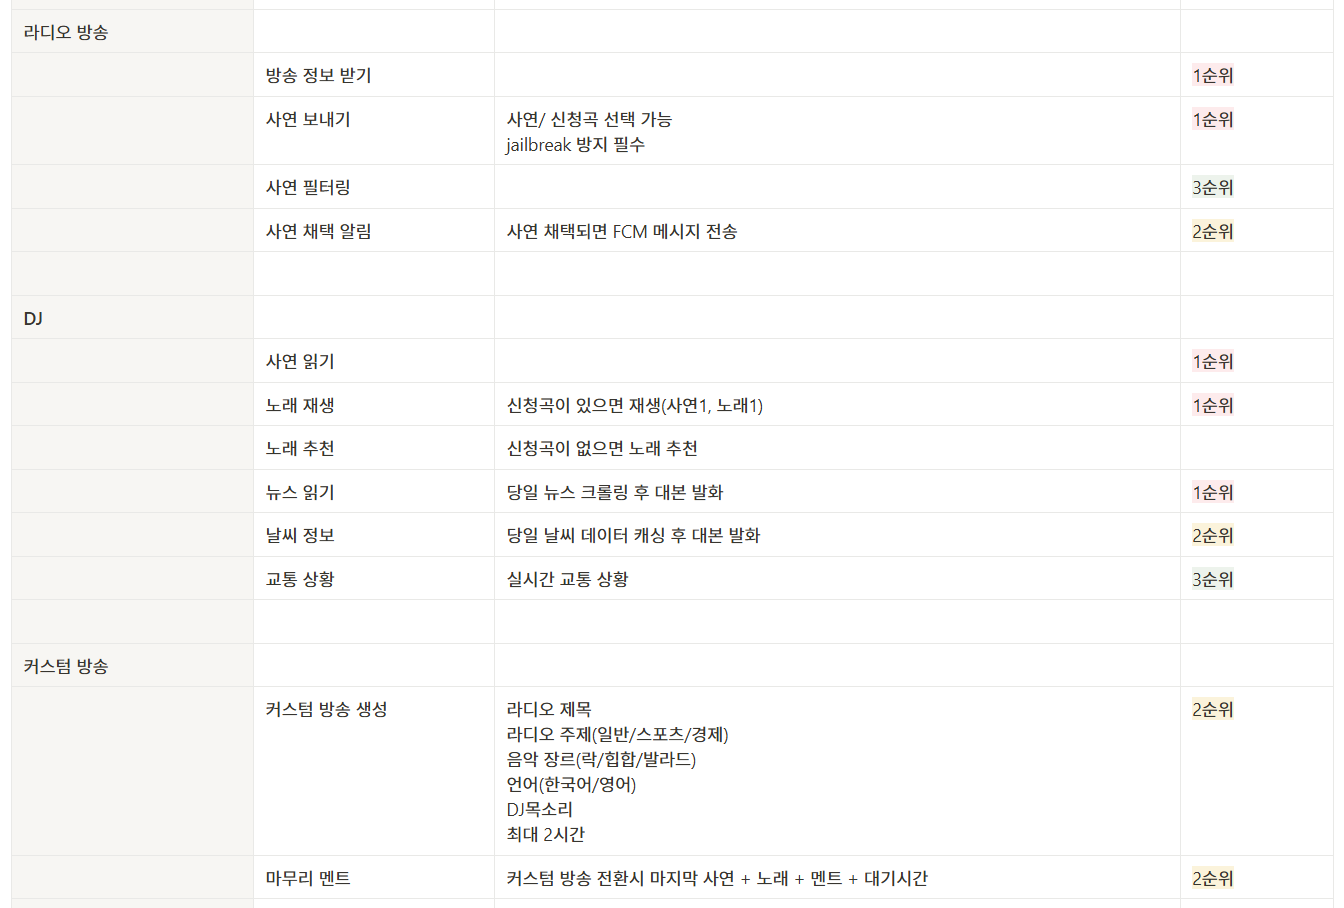 라디오 방송
방송 정보 받기
1순위
사연 보내기
사연/ 신청곡 선택 가능
jailbreak 방지 필수
1순위
사연 필터링
3순위
사연 채택 알림
사연 채택되면 FCM 메시지 전송
2순위
DJ
사연 읽기
1순위
노래 재생
신청곡이 있으면 재생(사연1, 노래1)
1순위
노래 추천
신청곡이 없으면 노래 추천
뉴스 읽기
당일 뉴스 크롤링 후 대본 발화
1순위
날씨 정보
당일 날씨 데이터 캐싱 후 대본 발화
2순위
교통 상황
실시간 교통 상황
3순위
커스텀 방송
커스텀 방송 생성
라디오 제목
라디오 주제(일반/스포츠/경제)
음악 장르(락/힙합/발라드)
언어(한국어/영어)
DJ목소리
최대 2시간
2순위
마무리 멘트
커스텀 방송 전환시 마지막 사연 + 노래 + 멘트 + 대기시간
2순위